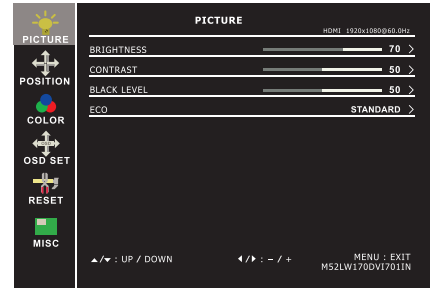 PICTURE
POSITION
COLOR
OSD SET
RESET
MISC
PICTURE
HDMI 1920x1080@60.0Hz
BRIGHTNESS 70 >
CONTRAST 50 >
BLACK LEVEL 50 >
ECO STANDARD >
▲/▼ : UP / DOWN ◀/▶ : – / + MENU : EXIT
M52LW170DVI701IN